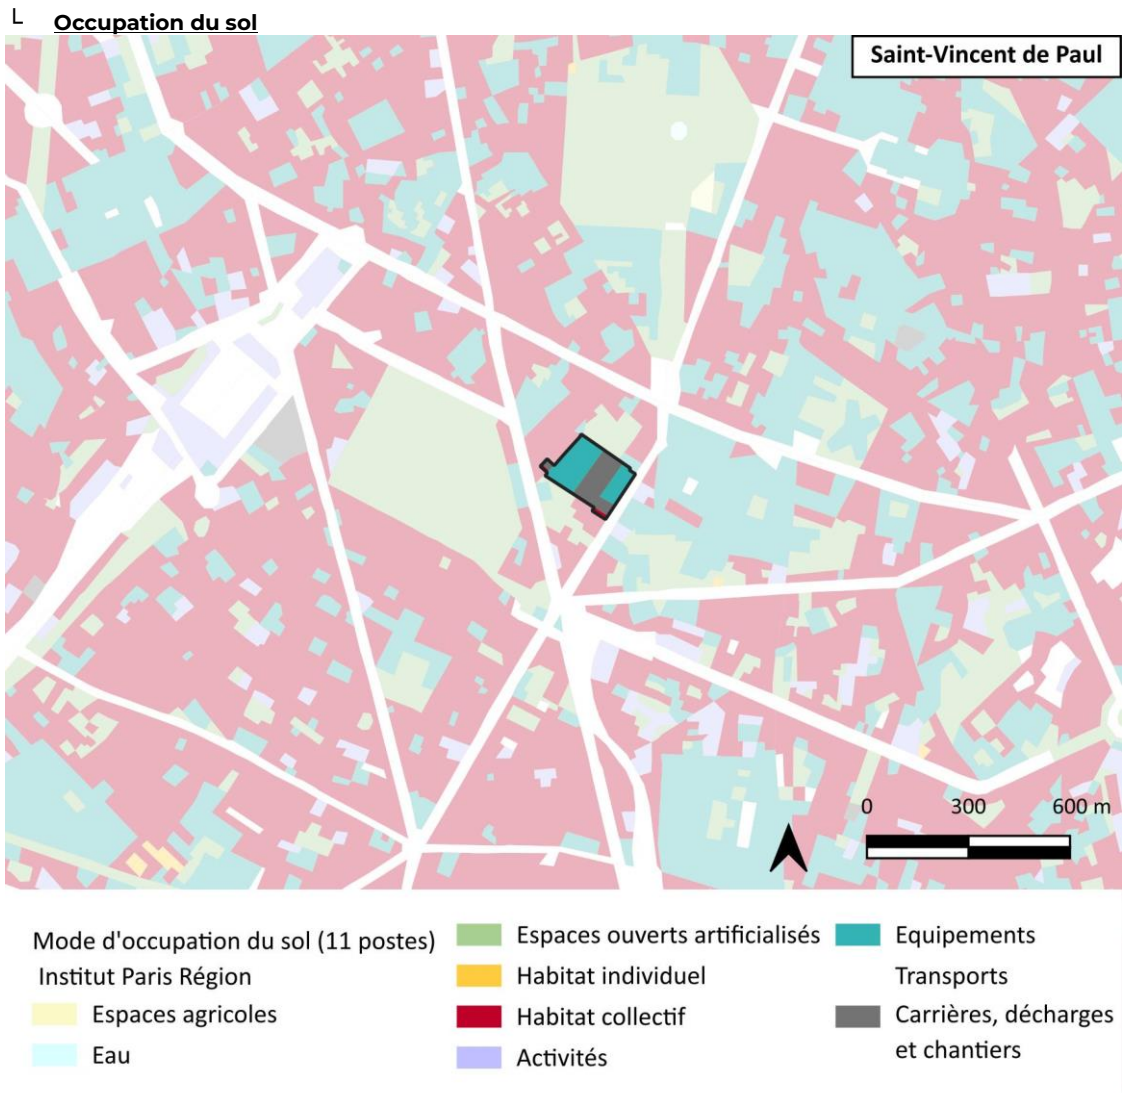 L
Occupation du sol
Saint-Vincent de Paul
0 300 600 m
Mode d'occupation du sol (11 postes)
Institut Paris Région
Espaces agricoles
Eau
Espaces ouverts artificialisés
Habitat individuel
Habitat collectif
Activités
Equipements
Transports
Carrières, décharges
et chantiers